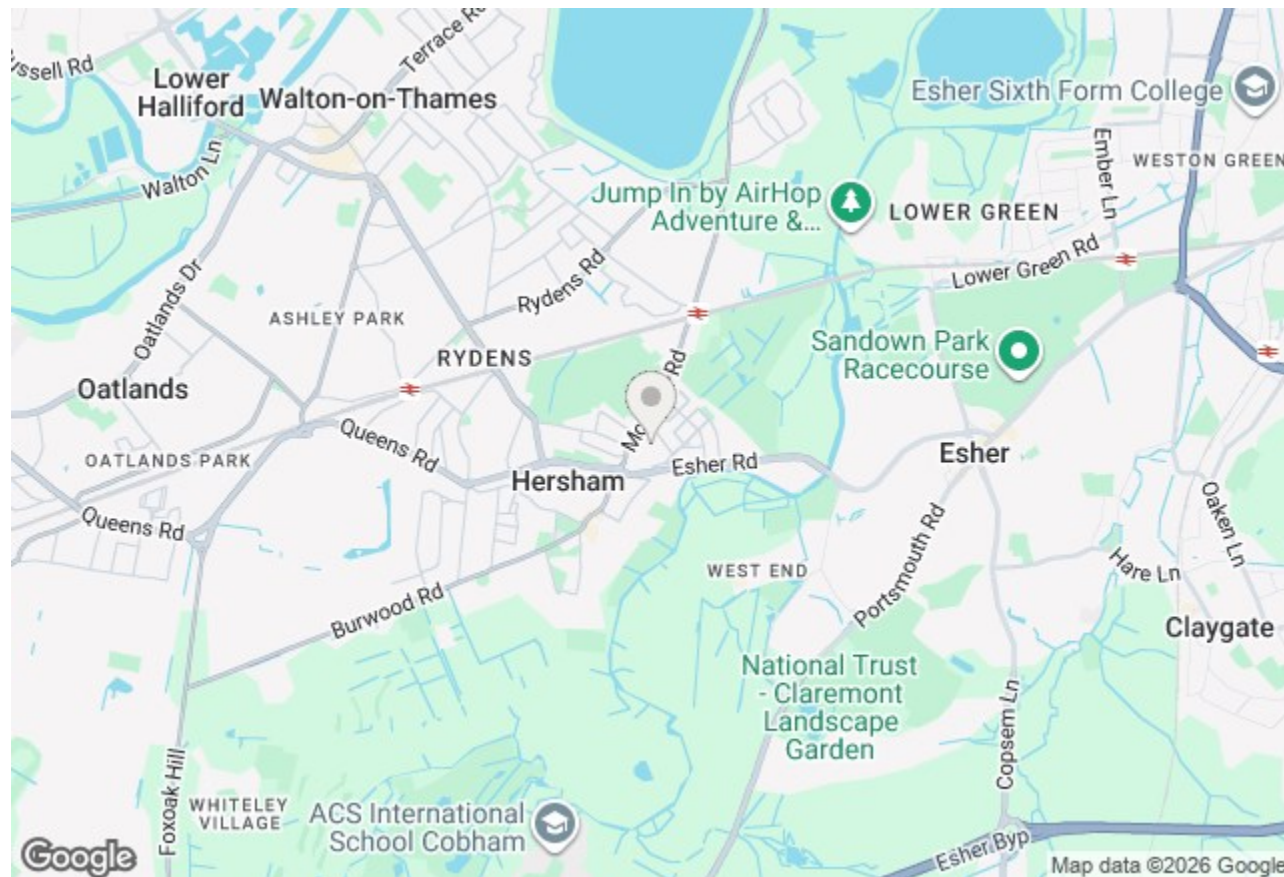 Terrace Rd
ussell Rd
Lower
Halliford
Walton-on-Thames
Esher Sixth Form College
Ember Ln
WESTON GREEN
Walton Ln
Jump In by AirHop
Adventure &...
LOWER GREEN
Lower Green Rd
Rydens Rd
Oatlands Dr
ASHLEY PARK
RYDENS
Sandown Park
Racecourse
Oatlands
Mo
Rd
Queens Rd
OATLANDS PARK
Hersham
Esher Rd
Esher
Queens Rd
Oaken Ln
Portsmouth Rd
Hare Ln
WEST END
Burwood Rd
Claygate
National Trust
- Claremont
Landscape
Garden
Copsem Ln
Foxoak Hill
WHITELEY
VILLAGE
ACS International
School Cobham
Esher Byp
Google
Map data ©2026 Google